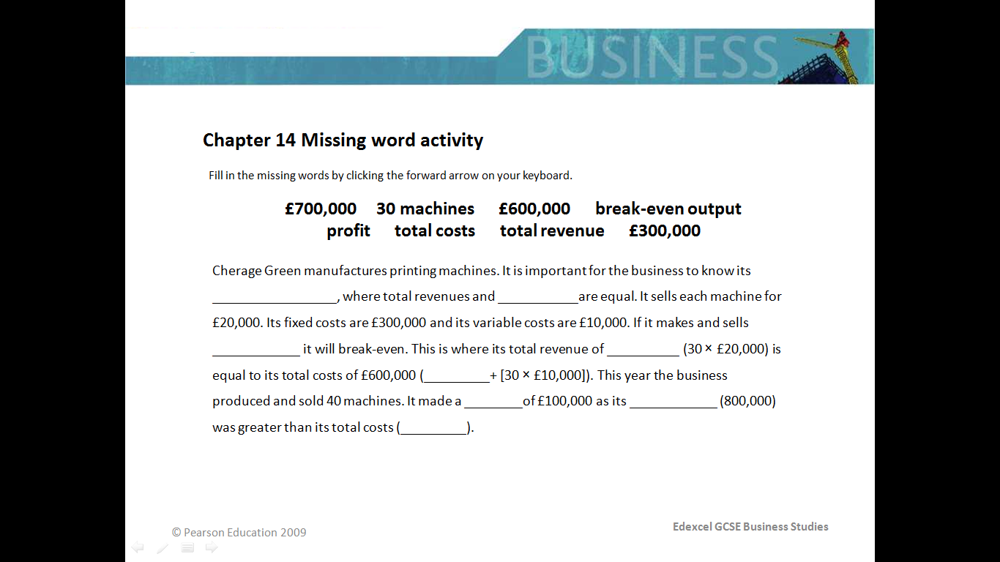 BUSINESS
Chapter 14 Missing word activity
Fill in the missing words by clicking the forward arrow on your keyboard.
£700,000 30 machines £600,000 break-even output
profit total costs total revenue £300,000
Cherage Green manufactures printing machines. It is important for the business to know its
___________________, where total revenues and ____________are equal. It sells each machine for
£20,000. Its fixed costs are £300,000 and its variable costs are £10,000. If it makes and sells
_____________ it will break-even. This is where its total revenue of ___________ (30 × £20,000) is
equal to its total costs of £600,000 (__________+ [30 × £10,000]). This year the business
produced and sold 40 machines. It made a _________of £100,000 as its _____________ (800,000)
was greater than its total costs (__________).
© Pearson Education 2009
Edexcel GCSE Business Studies